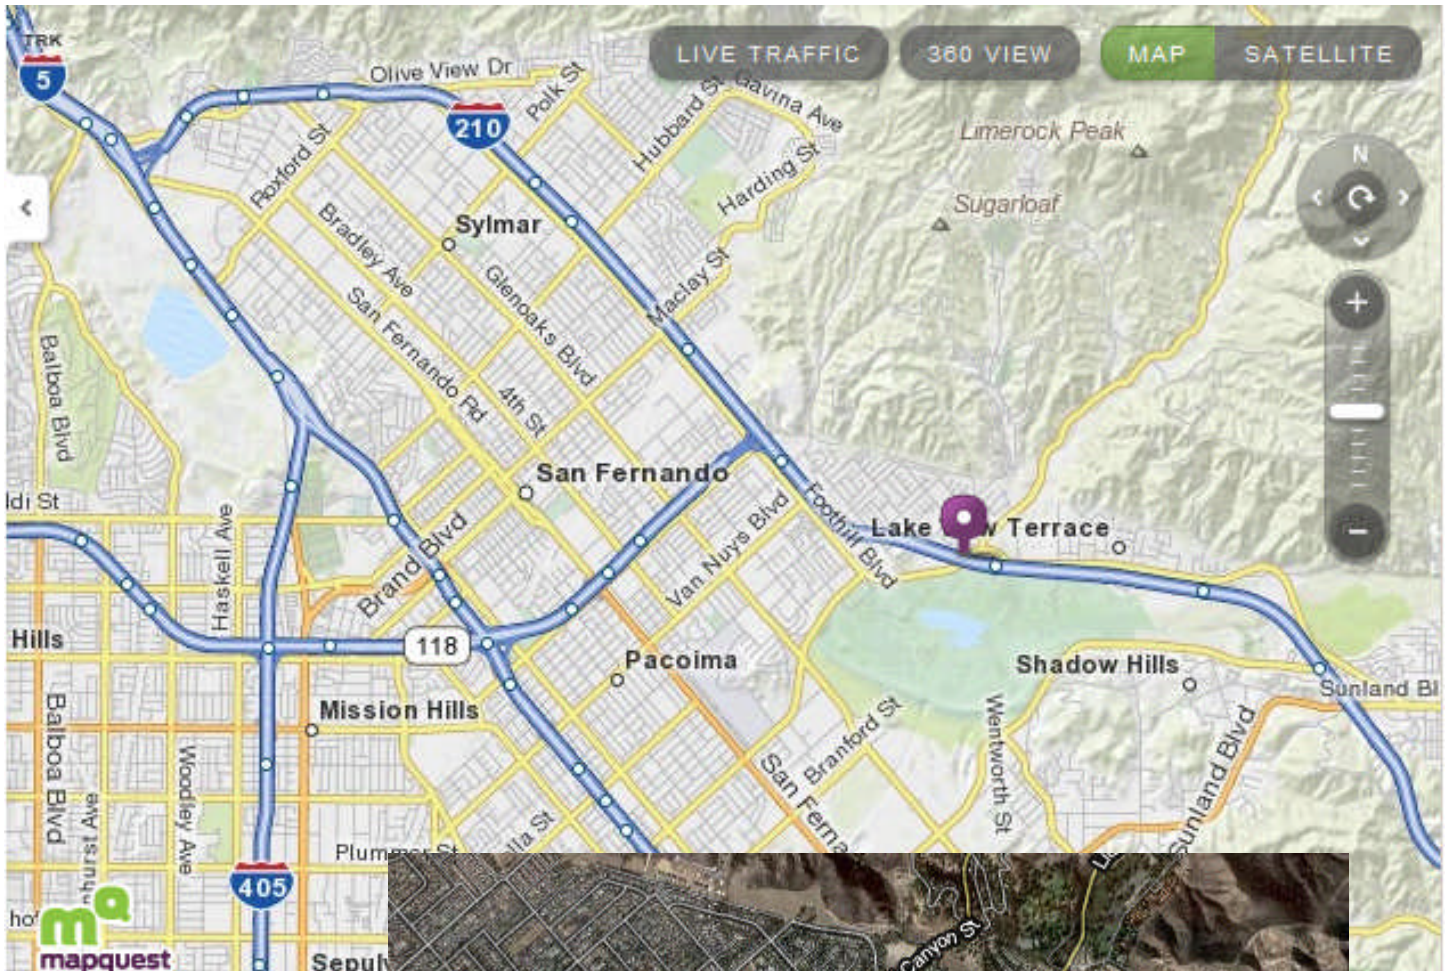 TRK
5
Olive View Dr
210
Polk St
LIVE TRAFFIC
360 VIEW
MAP
SATELLITE
Hubbard St
Gavina Ave
Limerock Peak
N
Roxford St
Harding St
Sugarloaf
Sylmar
Bradley Ave
Glenoaks Blvd
Maclay St
San Fernando Rd
Balboa Blvd
4th St
San Fernando
Haskell Ave
Brand Blvd
Van Nuys Blvd
Foothill Blvd
Lake
Terrace
Hills
118
Pacoima
Shadow Hills
Sunland Bl
Mission Hills
Balboa Blvd
Woodley Ave
Branford St
Wentworth St
Sunland Blvd
San Ferna
Plummer St
405
mapquest
Sepulv
Canyon St